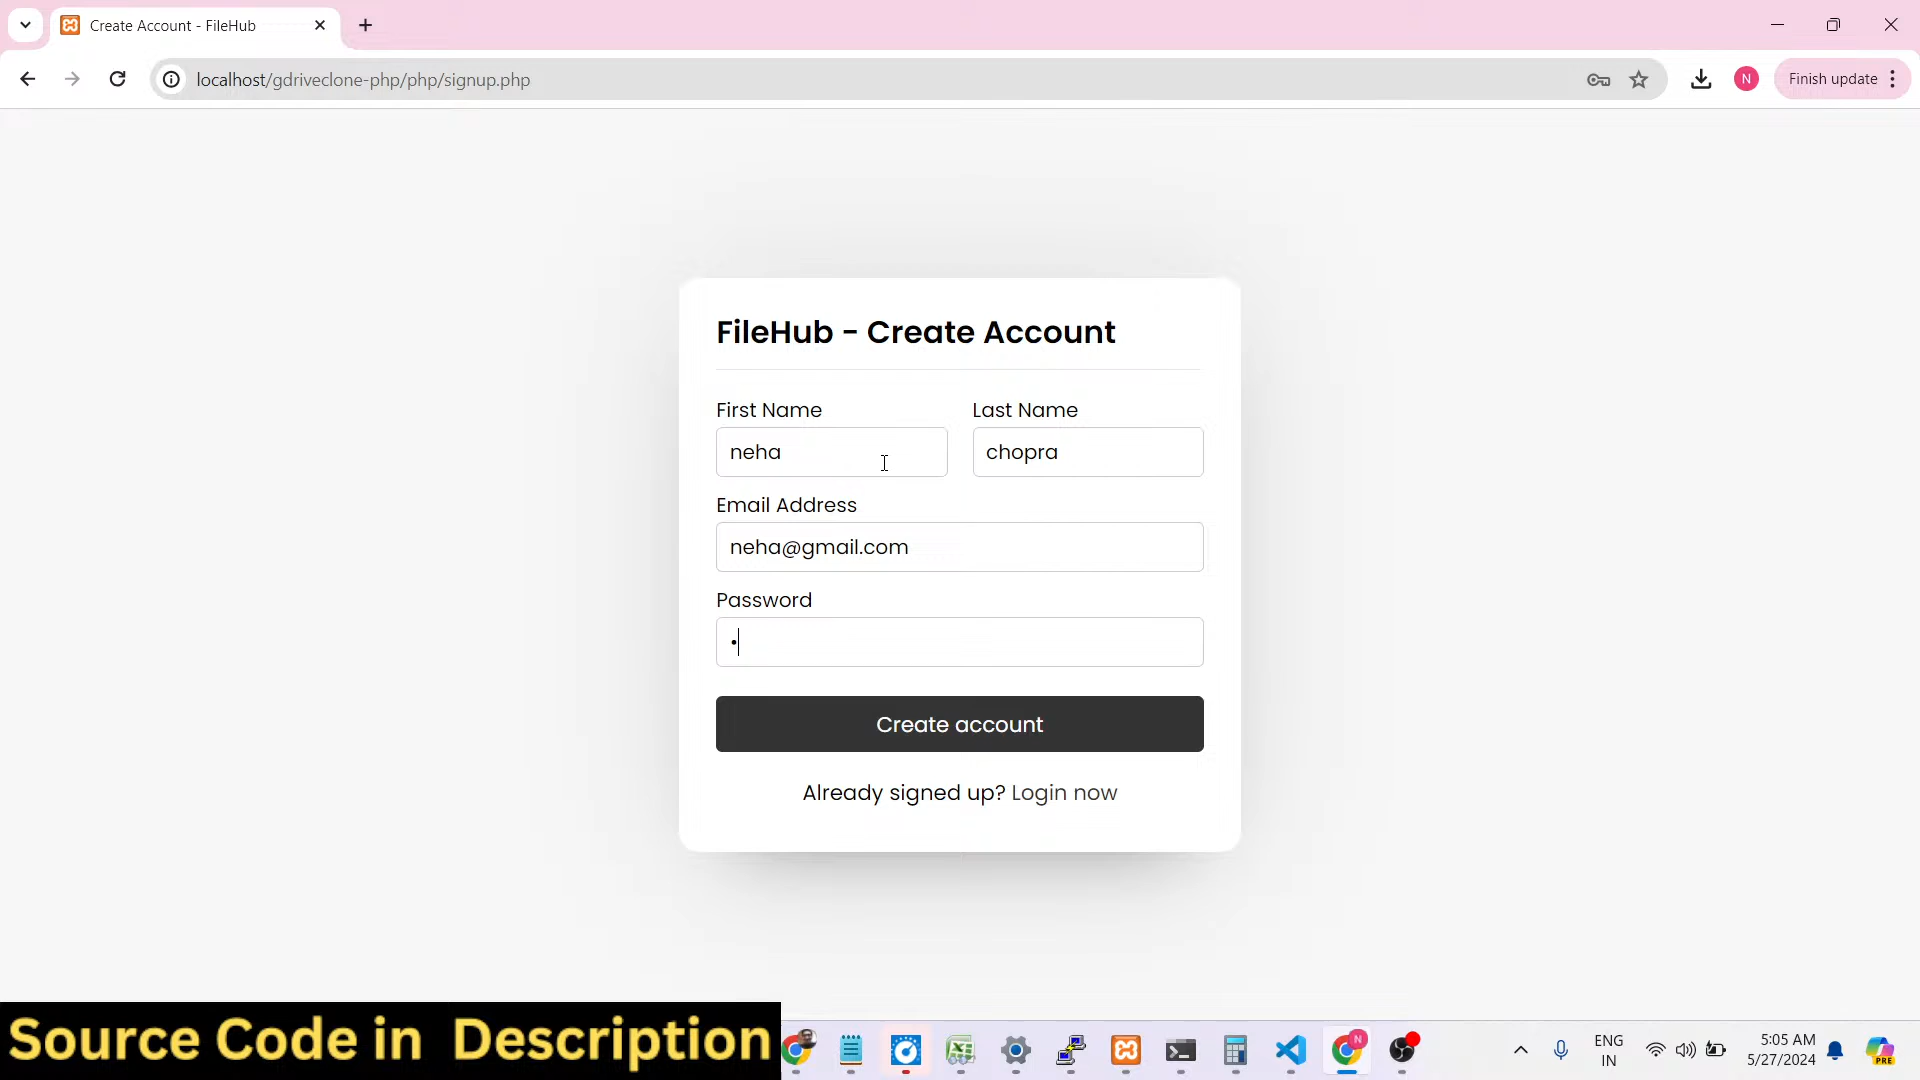 Create Account - FileHub
localhost/gdriveclone-php/php/signup.php
N
Finish update
FileHub - Create Account
First Name
Last Name
neha
chopra
Email Address
neha@gmail.com
Password
Create account
Already signed up? Login now
Source Code in Description
N
ENG
IN
5:05 AM
5/27/2024
PRE